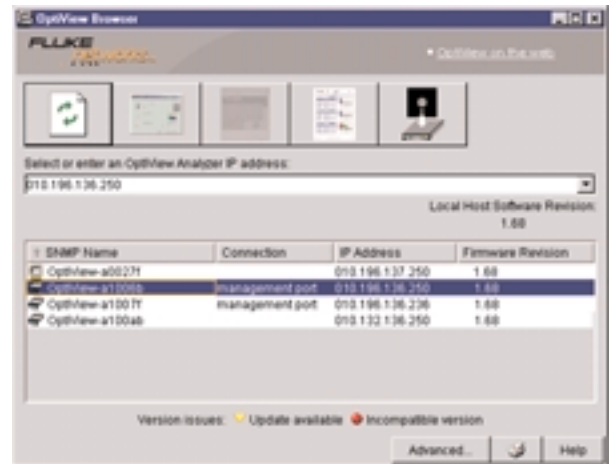 OptiView Browser
FLUKE
NETWORKS
OptiView on the web
Select or enter an OptiView Analyzer IP address:
010.196.136.250
Local Host Software Revision:
1.68
SNMP Name Connection IP Address Firmware Revision
OptiView-a0027f 010.196.137.250 1.68
OptiView-a1006b management port 010.196.136.250 1.68
OptiView-a1007f management port 010.196.136.236 1.68
OptiView-a100ab 010.132.136.250 1.68
Version issues: Update available Incompatible version
Advanced... Help